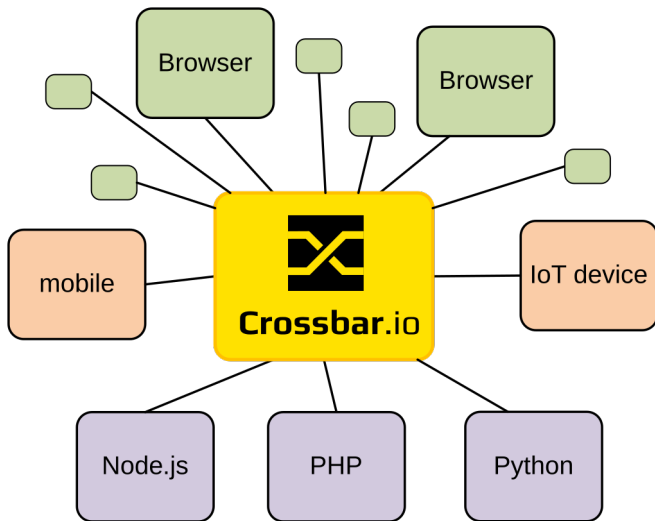 Browser
Browser
mobile
IoT device
Crossbar.io
Node.js
PHP
Python